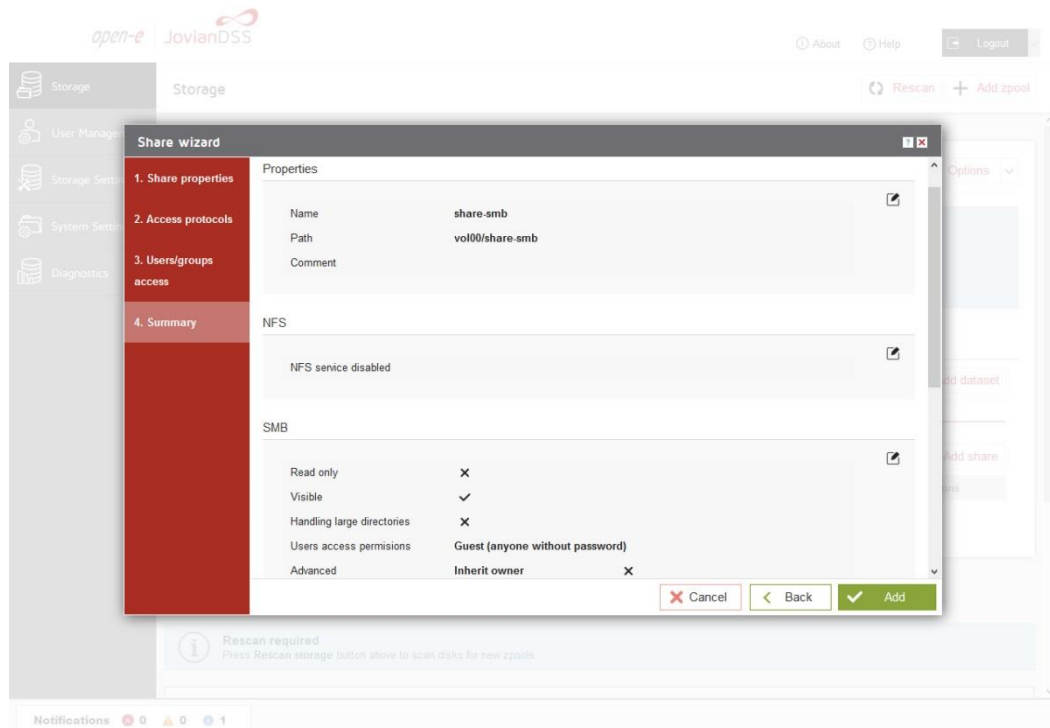 open-e JovianDSS
About Help Logout
Storage
Storage
Rescan Add zpool
User Manage
Storage Settin
System Settin
Diagnostics
Options
Share wizard
1. Share properties
2. Access protocols
3. Users/groups
access
4. Summary
Properties
Name share-smb
Path vol00/share-smb
Comment
NFS
NFS service disabled
SMB
Read only
Visible
Handling large directories
Users access permisions Guest (anyone without password)
Advanced Inherit owner
dd dataset
Add share
ons
Cancel Back Add
Rescan required
Press Rescan storage button above to scan disks for new zpools.
Notifications 0 0 1